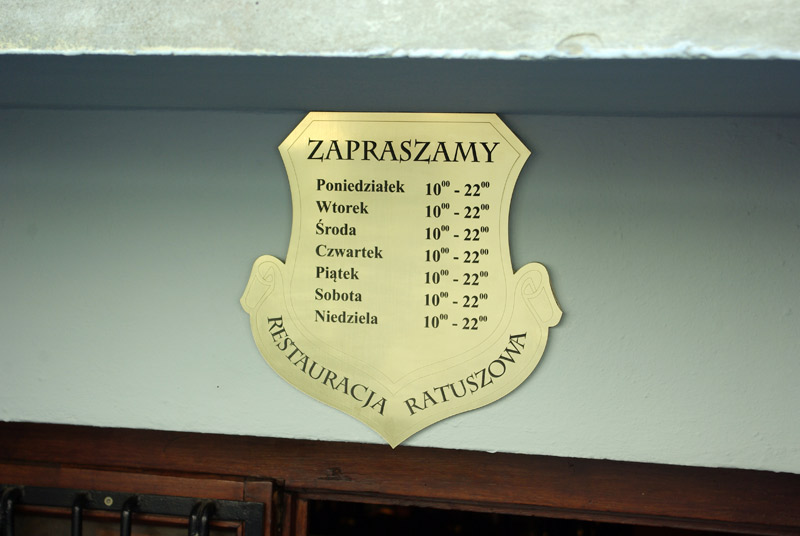 ZAPRASZAMY
Poniedziałek 10⁰⁰ - 22⁰⁰
Wtorek 10⁰⁰ - 22⁰⁰
Środa 10⁰⁰ - 22⁰⁰
Czwartek 10⁰⁰ - 22⁰⁰
Piątek 10⁰⁰ - 22⁰⁰
Sobota 10⁰⁰ - 22⁰⁰
Niedziela 10⁰⁰ - 22⁰⁰
RESTAURACJA RATUSZOWA